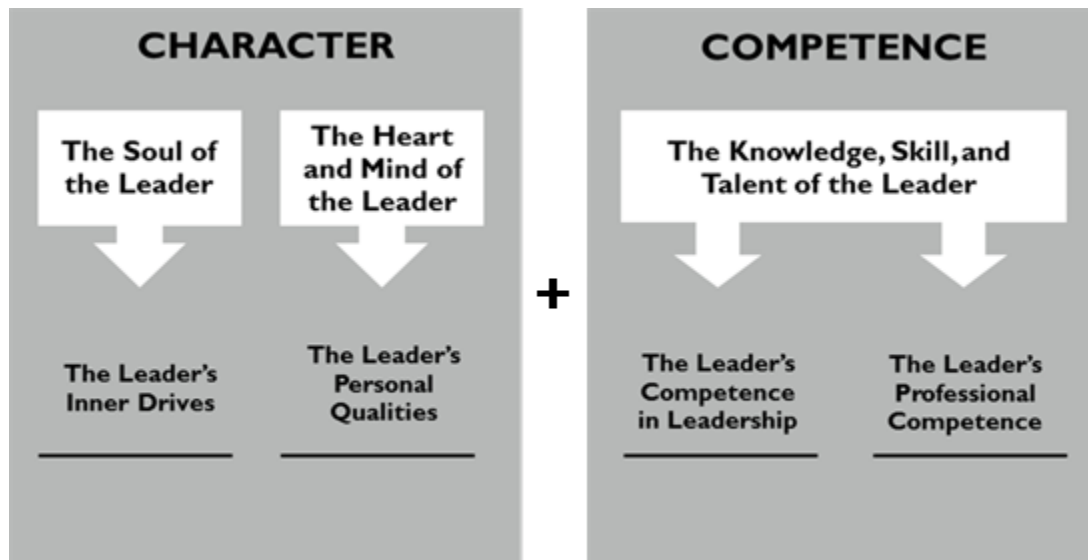 CHARACTER
The Soul of
the Leader
The Heart
and Mind of
the Leader
The Leader's
Inner Drives
The Leader's
Personal
Qualities
+
COMPETENCE
The Knowledge, Skill, and
Talent of the Leader
The Leader's
Competence
in Leadership
The Leader's
Professional
Competence